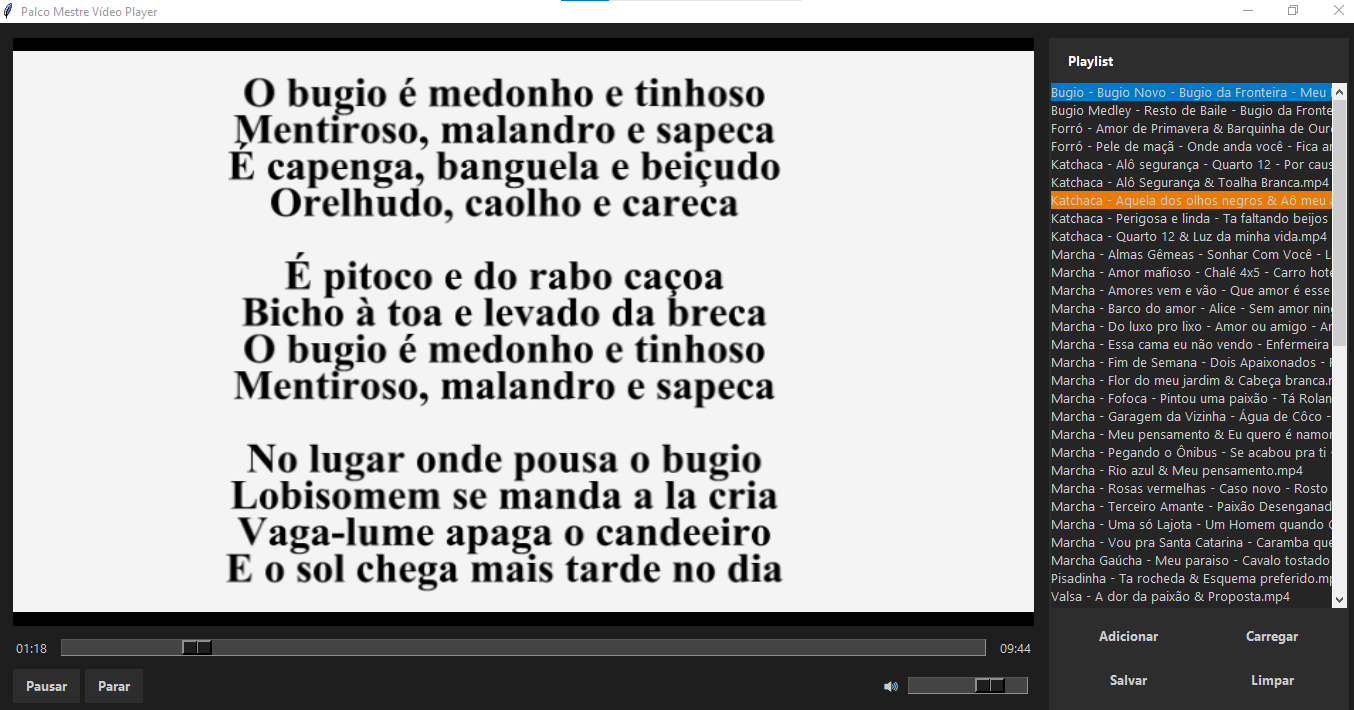 Palco Mestre Vídeo Player
O bugio é medonho e tinhoso
Mentiroso, malandro e sapeca
É capenga, banguela e beiçudo
Orelhudo, caolho e careca
É pitoco e do rabo caçoa
Bicho à toa e levado da breca
O bugio é medonho e tinhoso
Mentiroso, malandro e sapeca
No lugar onde pousa o bugio
Lobisomem se manda a la cria
Vaga-lume apaga o candeeiro
E o sol chega mais tarde no dia
01:18
09:44
Pausar
Parar
Playlist
Bugio - Bugio Novo - Bugio da Fronteira - Meu
Bugio Medley - Resto de Baile - Bugio da Fronte
Forró - Amor de Primavera & Barquinha de Our
Forró - Pele de maçã - Onde anda você - Fica a
Katchaca - Alô segurança - Quarto 12 - Por caus
Katchaca - Alô Segurança & Toalha Branca.mp4
Katchaca - Aquela dos olhos negros & Aô meu a
Katchaca - Perigosa e linda - Ta faltando beijos
Katchaca - Quarto 12 & Luz da minha vida.mp4
Marcha - Almas Gêmeas - Sonhar Com Você - L
Marcha - Amor mafioso - Chalé 4x5 - Carro hote
Marcha - Amores vem e vão - Que amor é esse
Marcha - Barco do amor - Alice - Sem amor nin
Marcha - Do luxo pro lixo - Amor ou amigo - A
Marcha - Essa cama eu não vendo - Enfermeira
Marcha - Fim de Semana - Dois Apaixonados -
Marcha - Flor do meu jardim & Cabeça branca.
Marcha - Fofoca - Pintou uma paixão - Tá Rolan
Marcha - Garagem da Vizinha - Água de Côco -
Marcha - Meu pensamento & Eu quero é namor
Marcha - Pegando o Ônibus - Se acabou pra ti -
Marcha - Rio azul & Meu pensamento.mp4
Marcha - Rosas vermelhas - Caso novo - Rosto
Marcha - Terceiro Amante - Paixão Desenganad
Marcha - Uma só Lajota - Um Homem quando
Marcha - Vou pra Santa Catarina - Caramba que
Marcha Gaúcha - Meu paraiso - Cavalo tostado
Pisadinha - Ta rocheda & Esquema preferido.mp
Valsa - A dor da paixão & Proposta.mp4
Adicionar
Carregar
Salvar
Limpar